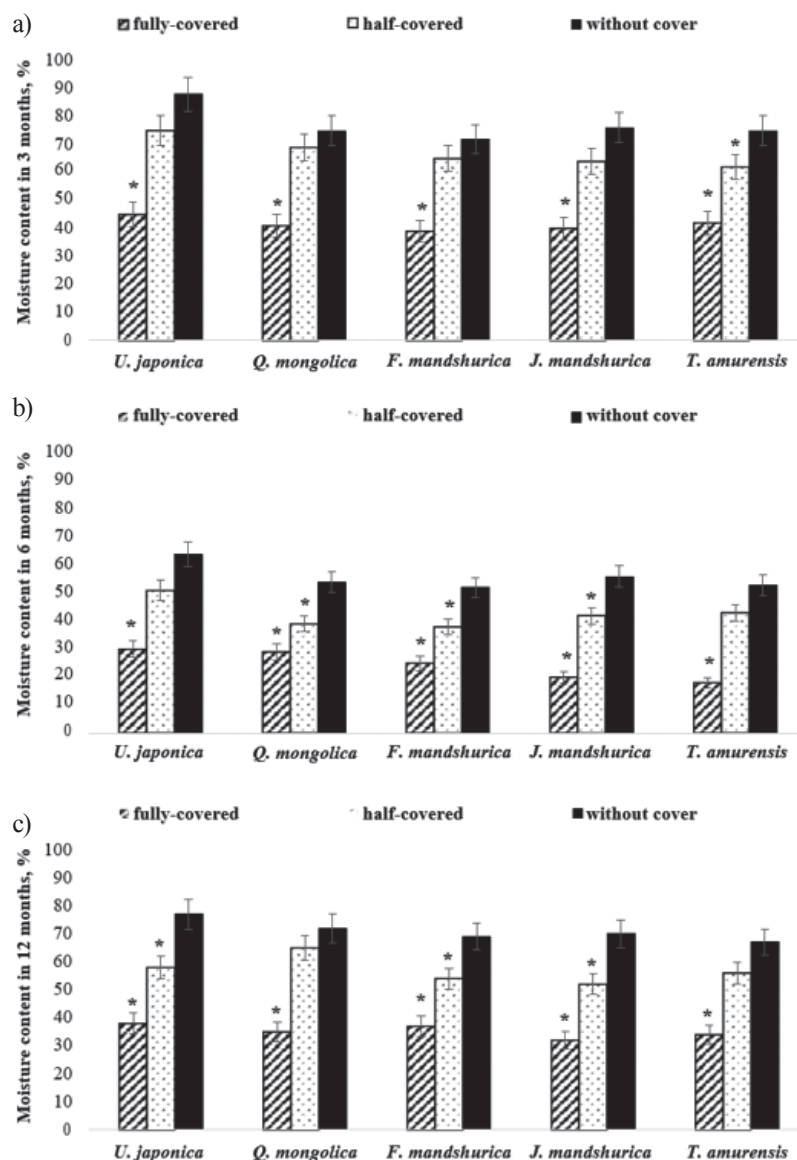 a)
fully-covered half-covered without cover
Moisture content in 3 months, %
100
90
80
70
60
50
40
30
20
10
0
* * * * * *
U. japonica Q. mongolica F. mandshurica J. mandshurica T. amurensis
b)
fully-covered half-covered without cover
Moisture content in 6 months, %
100
90
80
70
60
50
40
30
20
10
0
* * * * * * * *
U. japonica Q. mongolica F. mandshurica J. mandshurica T. amurensis
c)
fully-covered half-covered without cover
Moisture content in 12 months, %
100
90
80
70
60
50
40
30
20
10
0
* * * * * * * *
U. japonica Q. mongolica F. mandshurica J. mandshurica T. amurensis